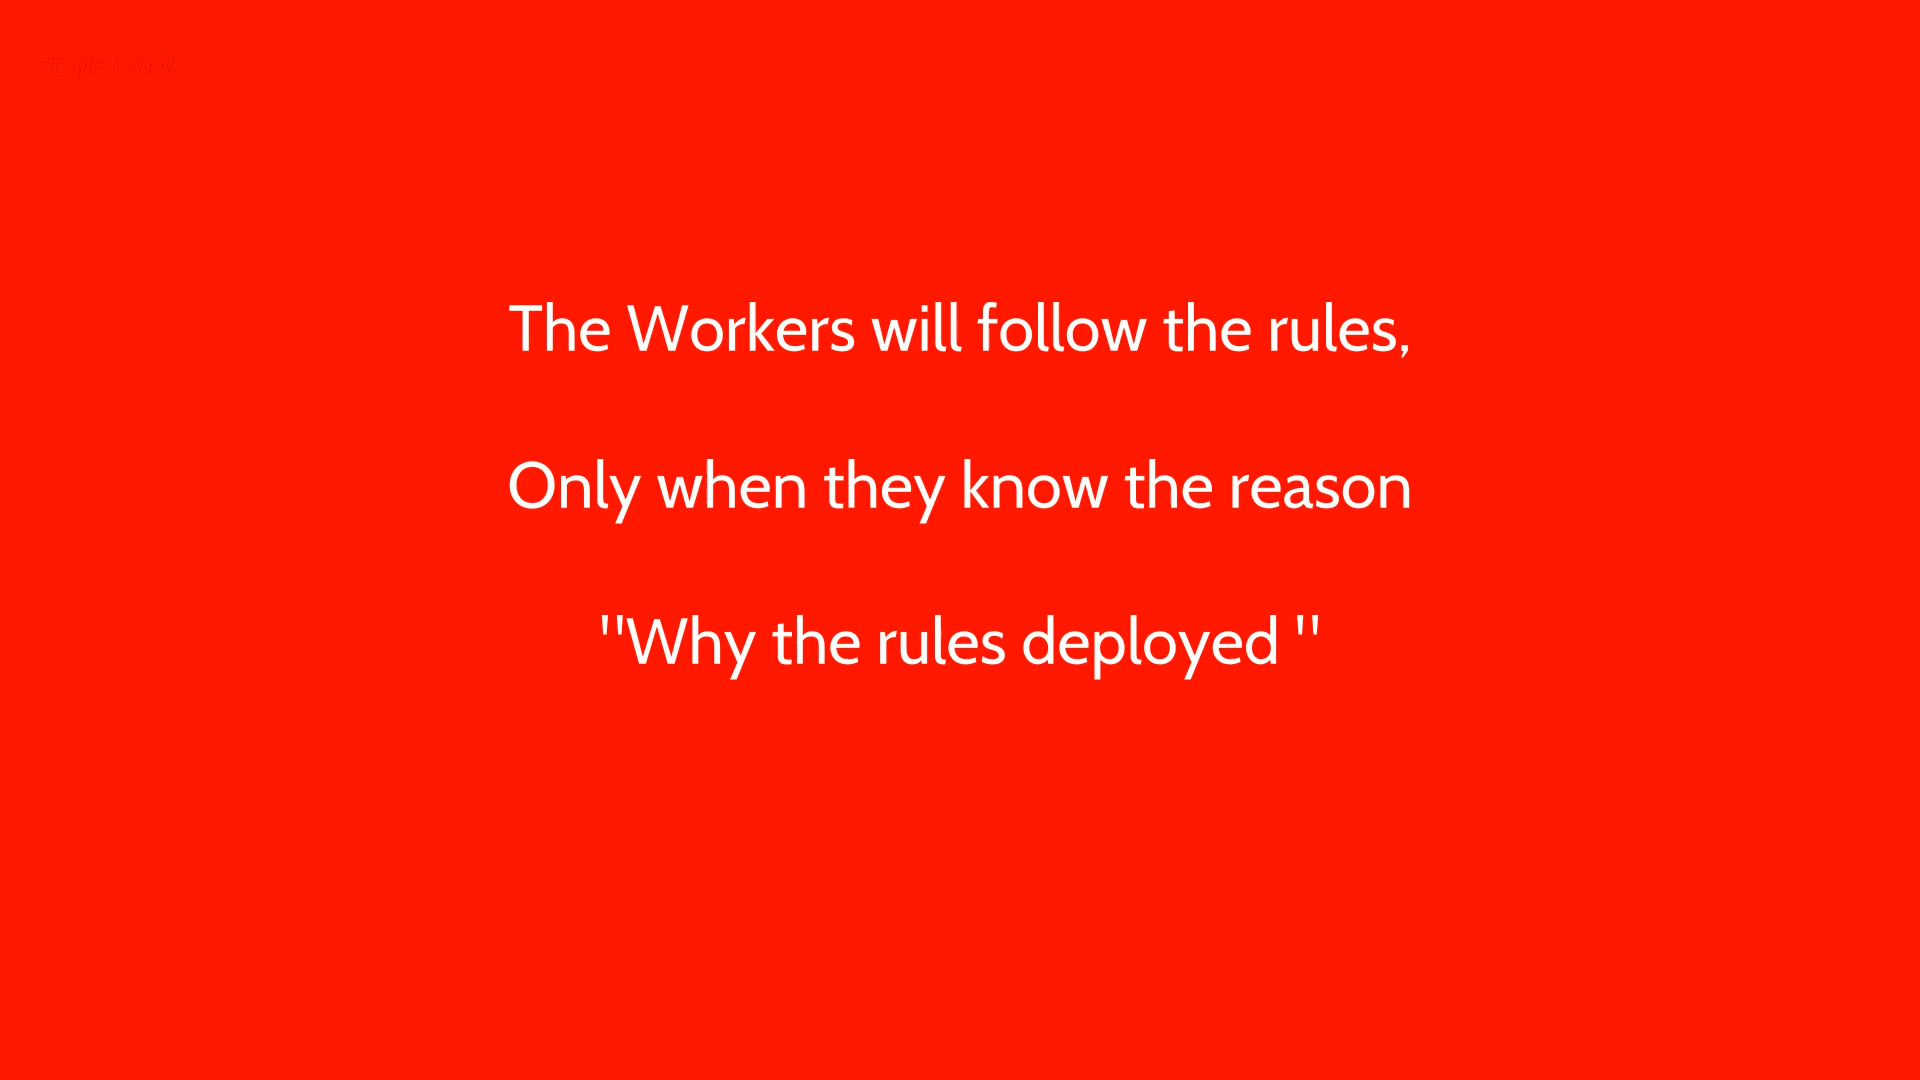 The Workers will follow the rules,
Only when they know the reason
"Why the rules deployed "